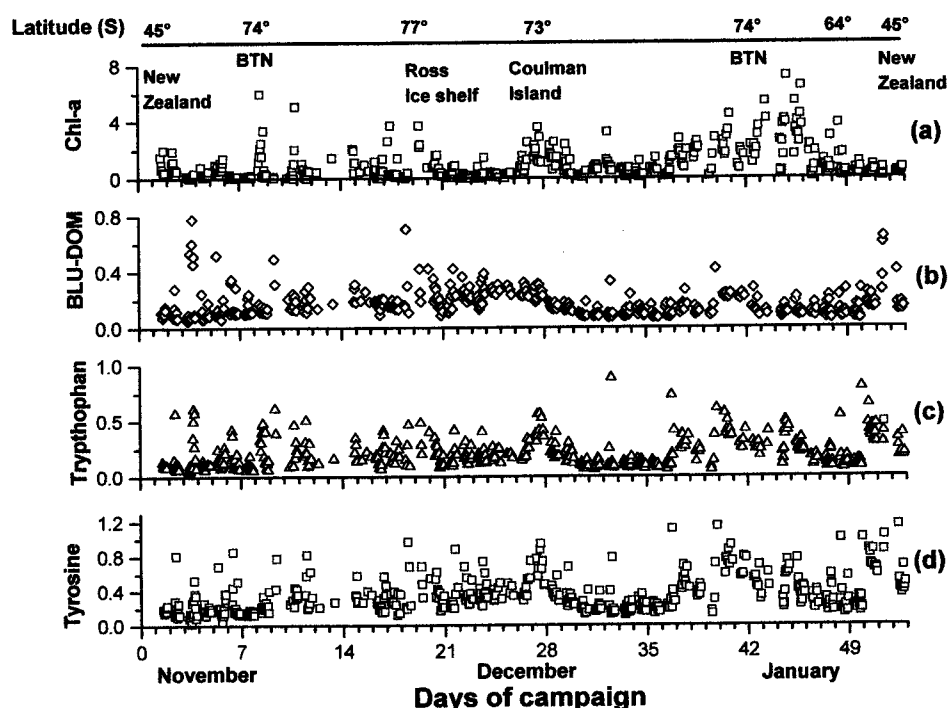 Latitude (S) 45° 74° 77° 73° 74° 64° 45°
New Zealand
BTN
Ross Ice shelf
Coulman Island
BTN
New Zealand
Chl-a
8
4
0
(a)
BLU-DOM
0.8
0.4
0.0
(b)
Trypthophan
1.0
0.5
0.0
(c)
Tyrosine
1.2
0.8
0.4
0.0
(d)
0 7 14 21 28 35 42 49
November December January
Days of campaign